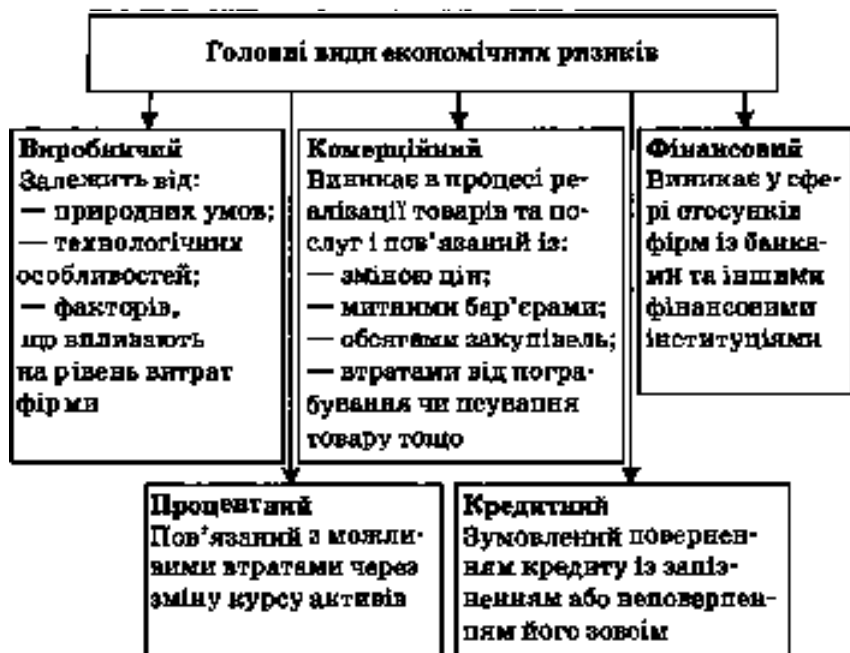 Головні види економічних ризиків
Виробничий
Залежить від:
— природних умов;
— технологічних
особливостей;
— факторів,
що впливають
на рівень витрат
фірми
Комерційний
Виникає в процесі ре-
алізації товарів та по-
слуг і пов’язаний із:
— зміною цін;
— митними бар’єрами;
— обсягами закупівель;
— втратами від погра-
бування чи псування
товару тощо
Фінансовий
Виникає у сфе-
рі стосунків
фірм із банка-
ми та іншими
фінансовими
інституціями
Процентний
Пов’язаний з можли-
вими втратами через
зміну курсу активів
Кредитний
Зумовлений повернен-
ням кредиту із запіз-
ненням або неповернен-
ням його зовсім